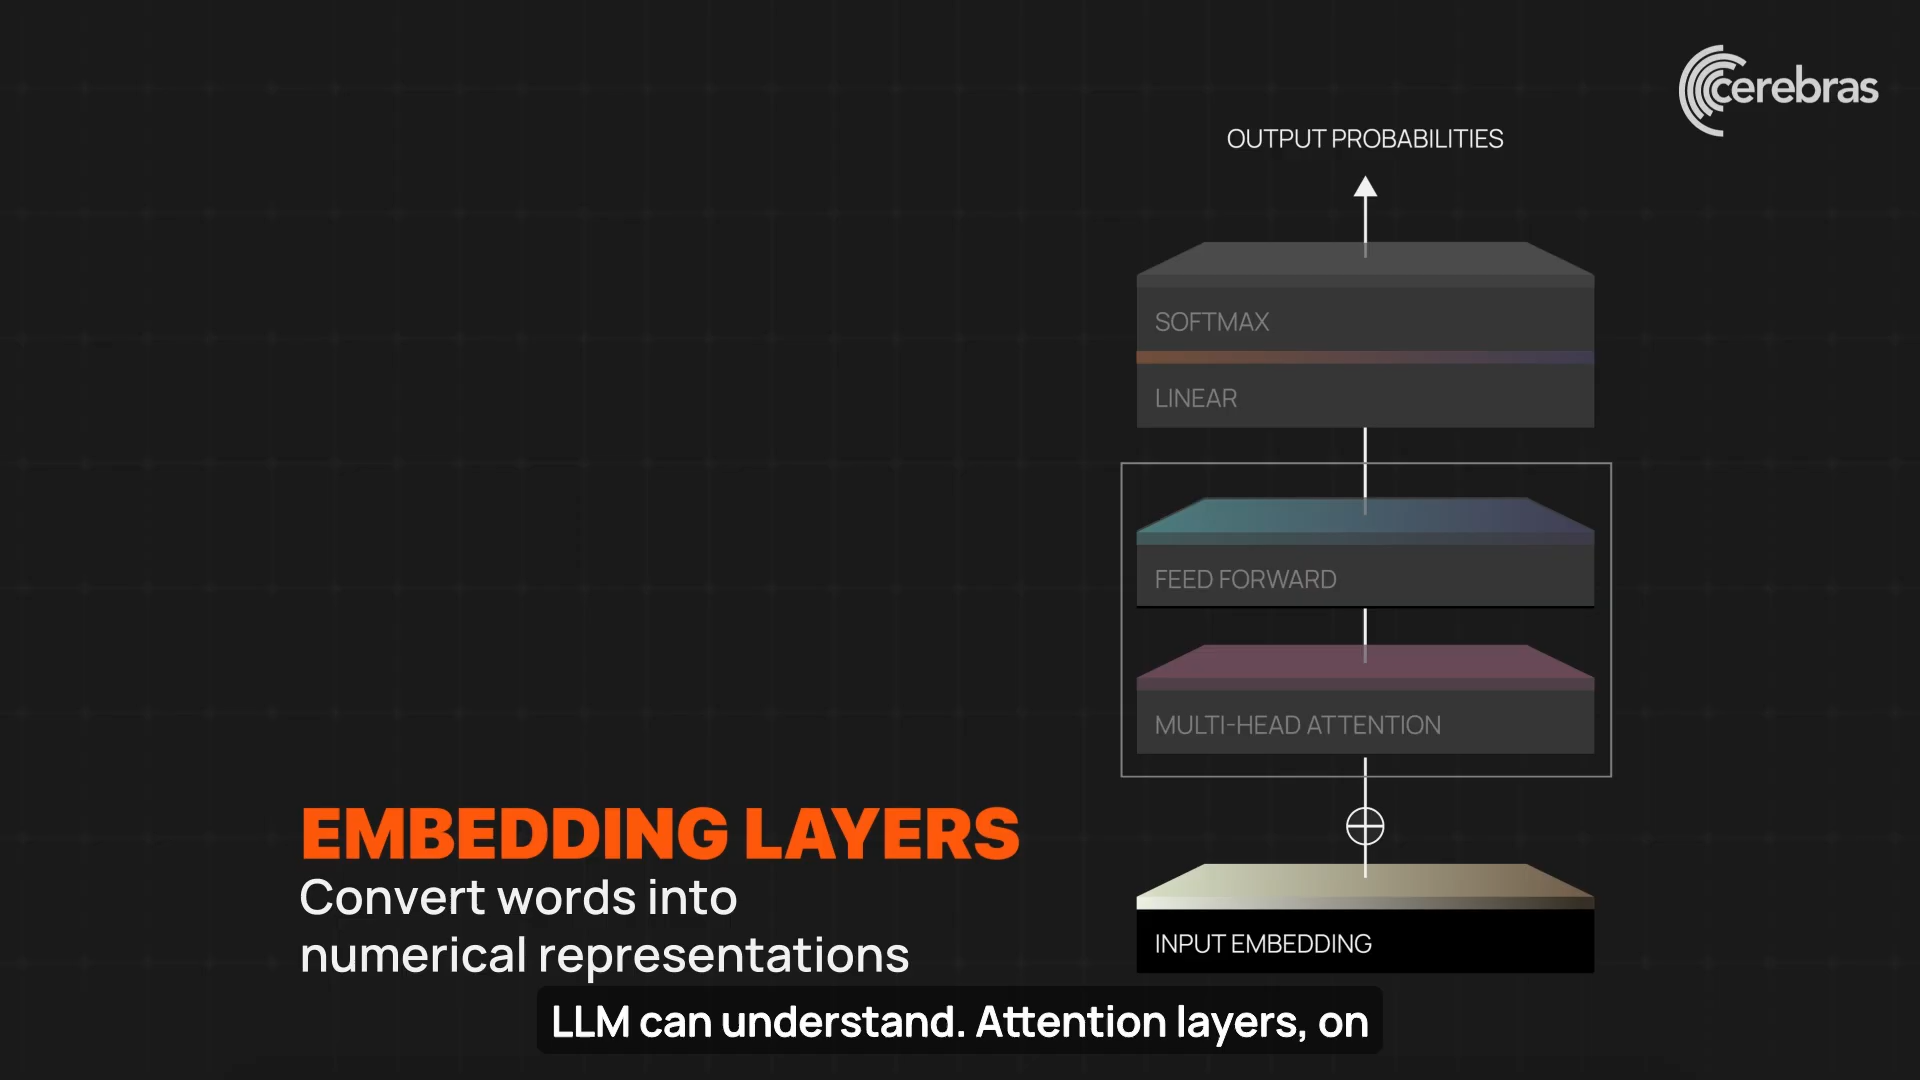 cerebras
OUTPUT PROBABILITIES
SOFTMAX
LINEAR
FEED FORWARD
MULTI-HEAD ATTENTION
INPUT EMBEDDING
EMBEDDING LAYERS
Convert words into
numerical representations
LLM can understand. Attention layers, on